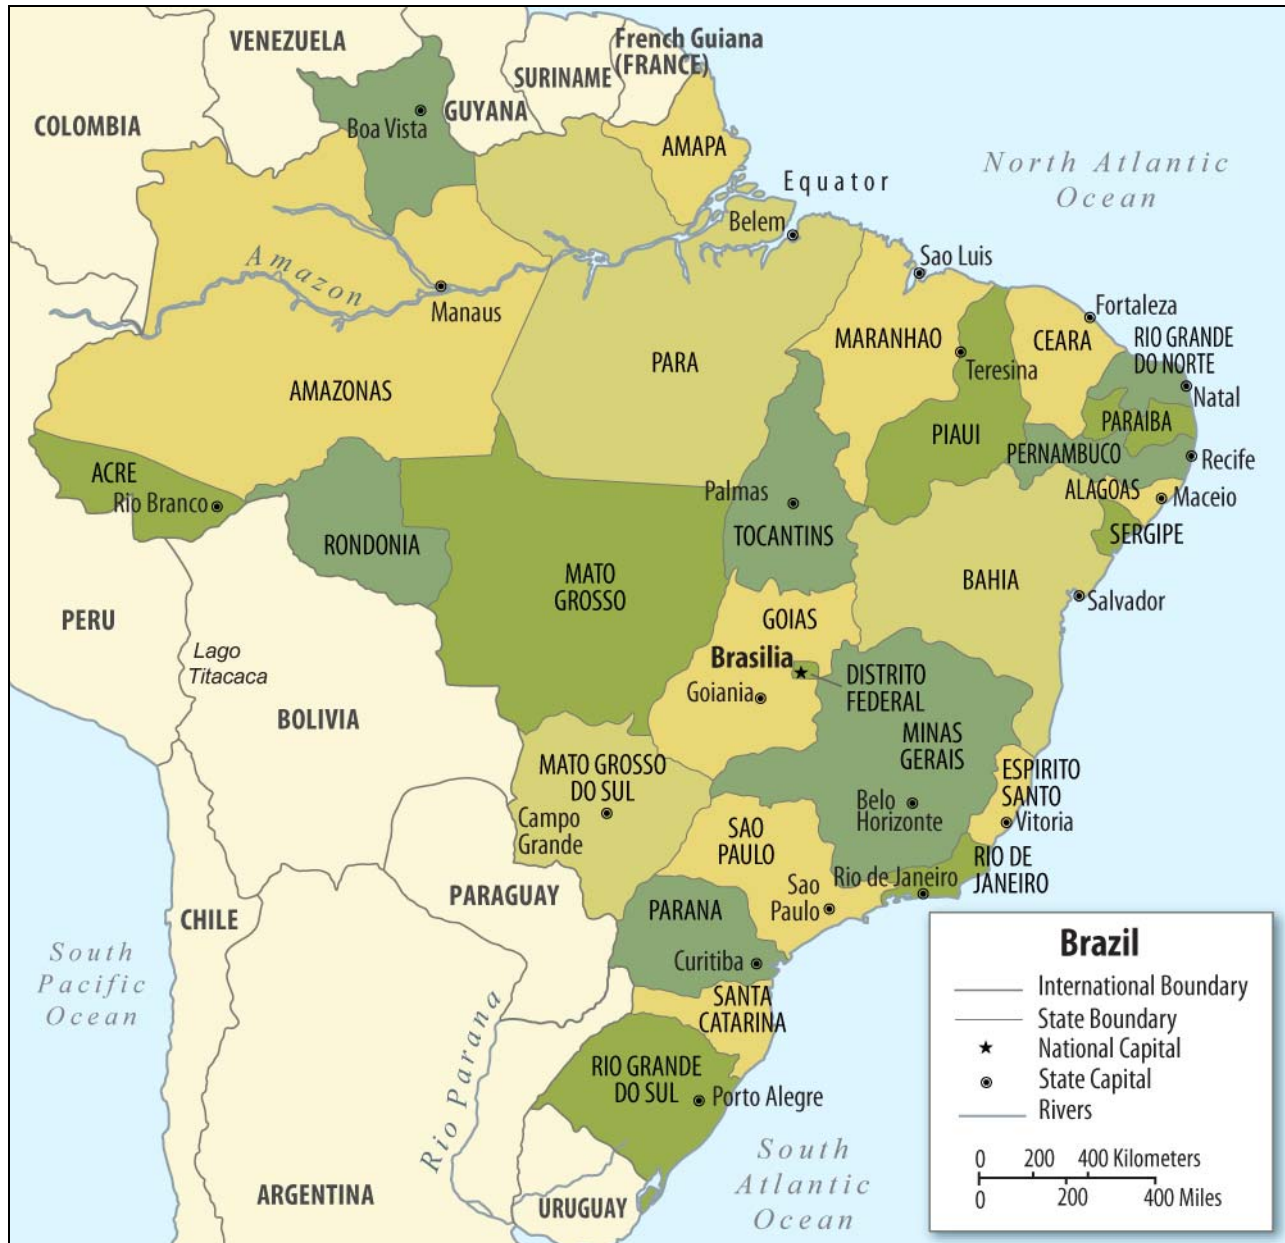 VENEZUELA
French Guiana
(FRANCE)
SURINAME
GUYANA
COLOMBIA
Boa Vista
AMAPA
North Atlantic
Ocean
Equator
Belem
Amazon
Manaus
Sao Luis
Fortaleza
RIO GRANDE
DO NORTE
MARANHAO
CEARA
Teresina
Natal
PARA
AMAZONAS
PARAIBA
PIAUI
PERNAMBUCO
Recife
ACRE
Rio Branco
Palmas
ALAGOAS
Maceio
TOCANTINS
SERGIPE
RONDONIA
MATO
GROSSO
BAHIA
Salvador
PERU
GOIAS
Lago
Titacaca
Brasilia
DISTRITO
FEDERAL
Goiania
BOLIVIA
MINAS
GERAIS
MATO GROSSO
DO SUL
ESPIRITO
SANTO
Campo
Grande
Belo
Horizonte
Vitoria
SAO
PAULO
RIO DE
JANEIRO
Rio de Janeiro
Sao
Paulo
PARAGUAY
CHILE
PARANA
Curitiba
South
Pacific
Ocean
SANTA
CATARINA
Rio Parana
RIO GRANDE
DO SUL
Porto Alegre
ARGENTINA
URUGUAY
South
Atlantic
Ocean
Brazil
International Boundary
State Boundary
National Capital
State Capital
Rivers
0 200 400 Kilometers
0 200 400 Miles